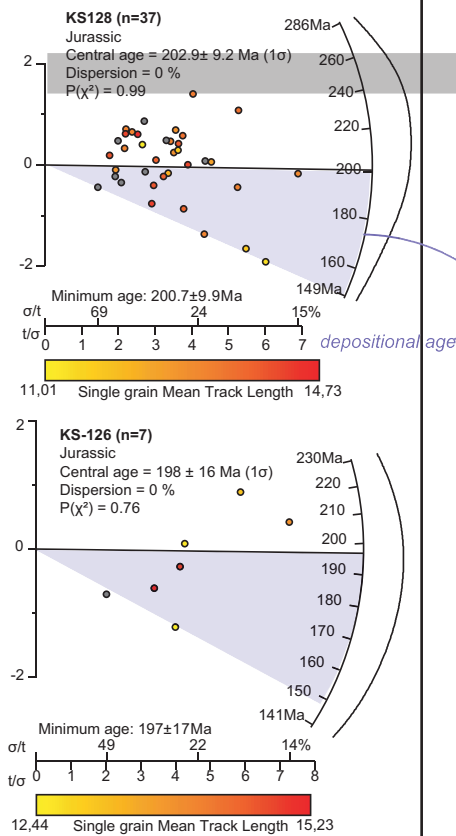 KS128 (n=37)
Jurassic
Central age = 202.9± 9.2 Ma (1σ)
Dispersion = 0 %
P(χ²) = 0.99
286Ma
260
240
220
200
180
160
149Ma
2
0
-2
Minimum age: 200.7±9.9Ma
σ/t 69 24 15%
t/σ 0 1 2 3 4 5 6 7
depositional age
11,01 Single grain Mean Track Length 14,73
KS-126 (n=7)
Jurassic
Central age = 198 ± 16 Ma (1σ)
Dispersion = 0 %
P(χ²) = 0.76
230Ma
220
210
200
190
180
170
160
150
141Ma
2
0
-2
Minimum age: 197±17Ma
σ/t 49 22 14%
t/σ 0 1 2 3 4 5 6 7 8
12,44 Single grain Mean Track Length 15,23